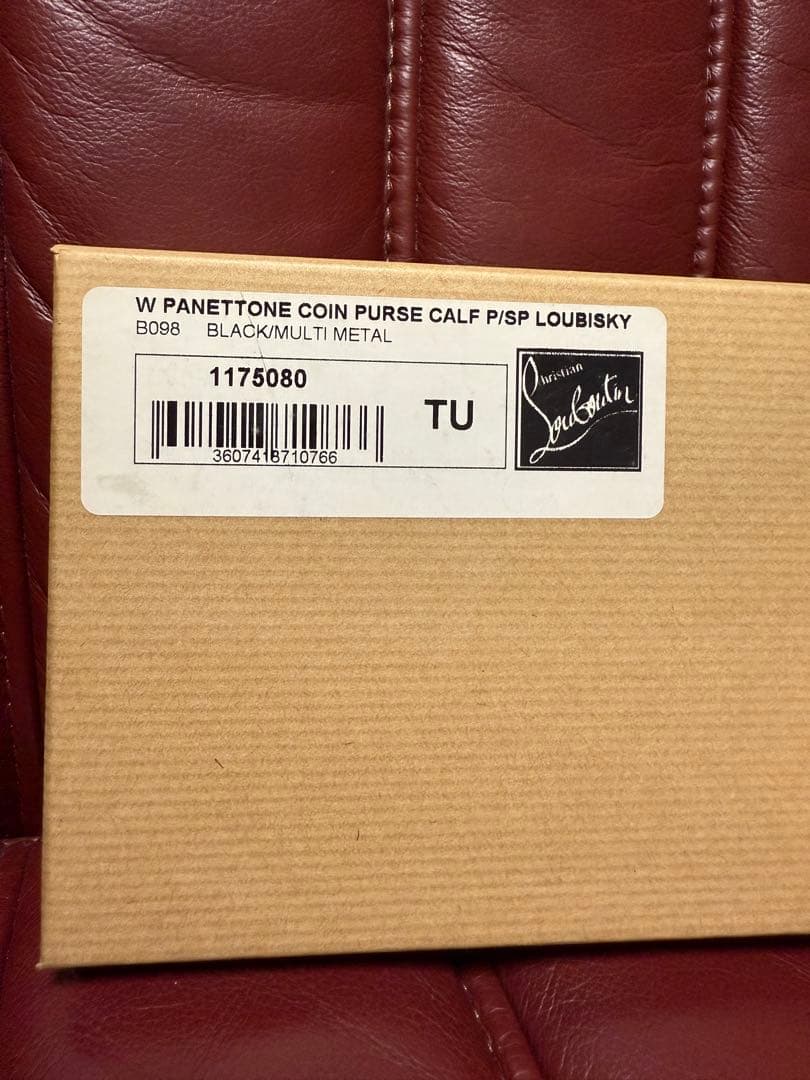 W PANETTONE COIN PURSE CALF P/SP LOUBISKY
B098 BLACK/MULTI METAL
1175080
TU
3607418710766
Christian
Louboutin